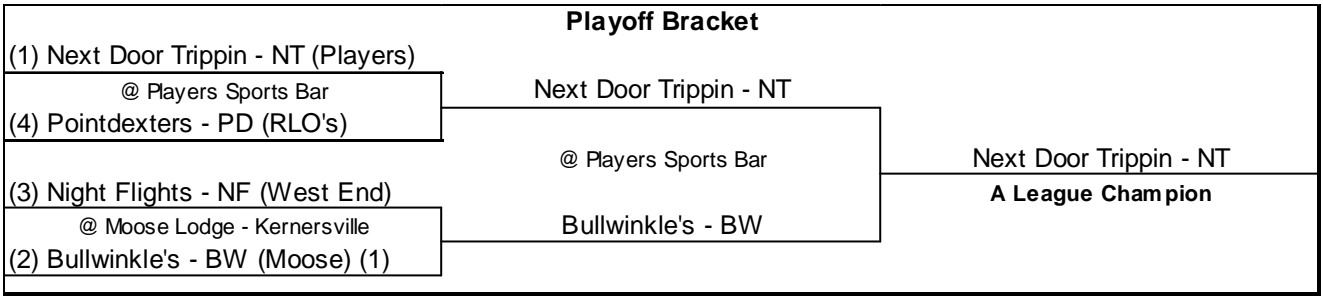 Playoff Bracket
(1) Next Door Trippin - NT (Players)
@ Players Sports Bar
Next Door Trippin - NT
(4) Pointdexters - PD (RLO's)
@ Players Sports Bar
Next Door Trippin - NT
(3) Night Flights - NF (West End)
A League Champion
@ Moose Lodge - Kernersville
Bullwinkle's - BW
(2) Bullwinkle's - BW (Moose) (1)